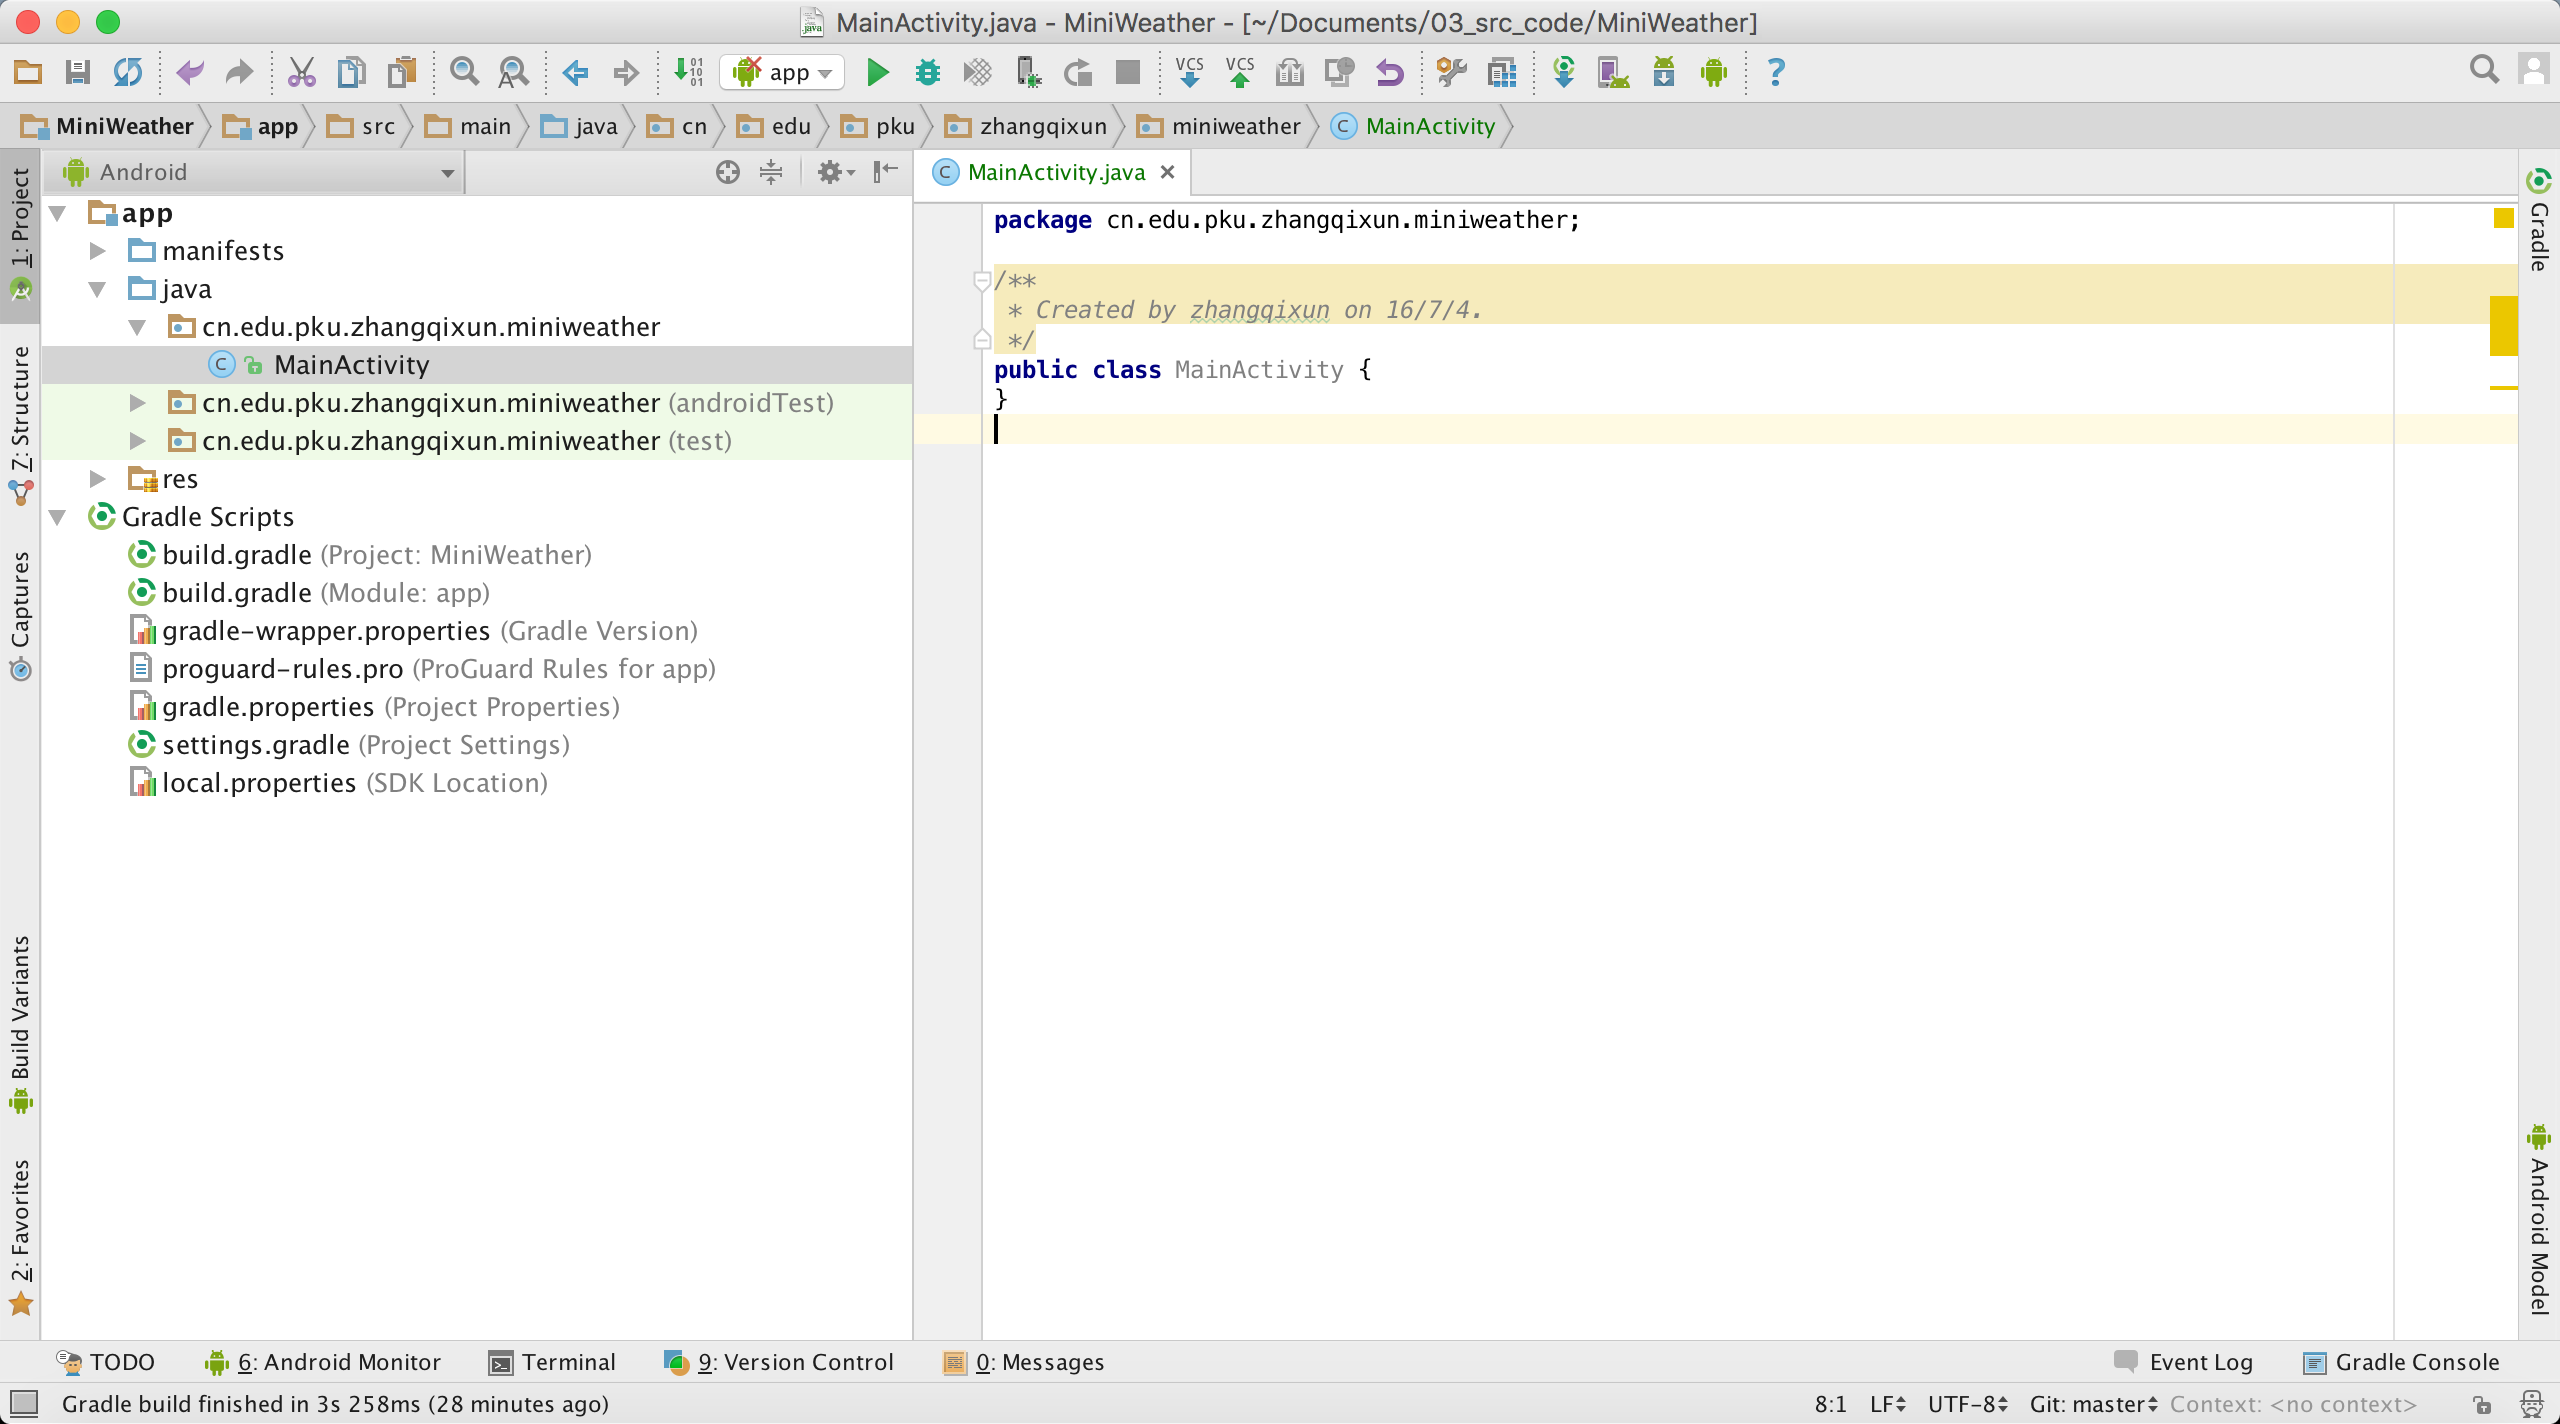 MainActivity.java - MiniWeather - [~/Documents/03_src_code/MiniWeather]
app
VCS
VCS
?
MiniWeather app src main java cn edu pku zhangqixun miniweather MainActivity
1: Project
7: Structure
Captures
Build Variants
2: Favorites
Android
app
manifests
java
cn.edu.pku.zhangqixun.miniweather
MainActivity
cn.edu.pku.zhangqixun.miniweather (androidTest)
cn.edu.pku.zhangqixun.miniweather (test)
res
Gradle Scripts
build.gradle (Project: MiniWeather)
build.gradle (Module: app)
gradle-wrapper.properties (Gradle Version)
proguard-rules.pro (ProGuard Rules for app)
gradle.properties (Project Properties)
settings.gradle (Project Settings)
local.properties (SDK Location)
MainActivity.java
package cn.edu.pku.zhangqixun.miniweather;
/**
* Created by zhangqixun on 16/7/4.
*/
public class MainActivity {
}
Gradle
Android Model
TODO 6: Android Monitor Terminal 9: Version Control 0: Messages Event Log Gradle Console
Gradle build finished in 3s 258ms (28 minutes ago) 8:1 LF UTF-8 Git: master Context: <no context>